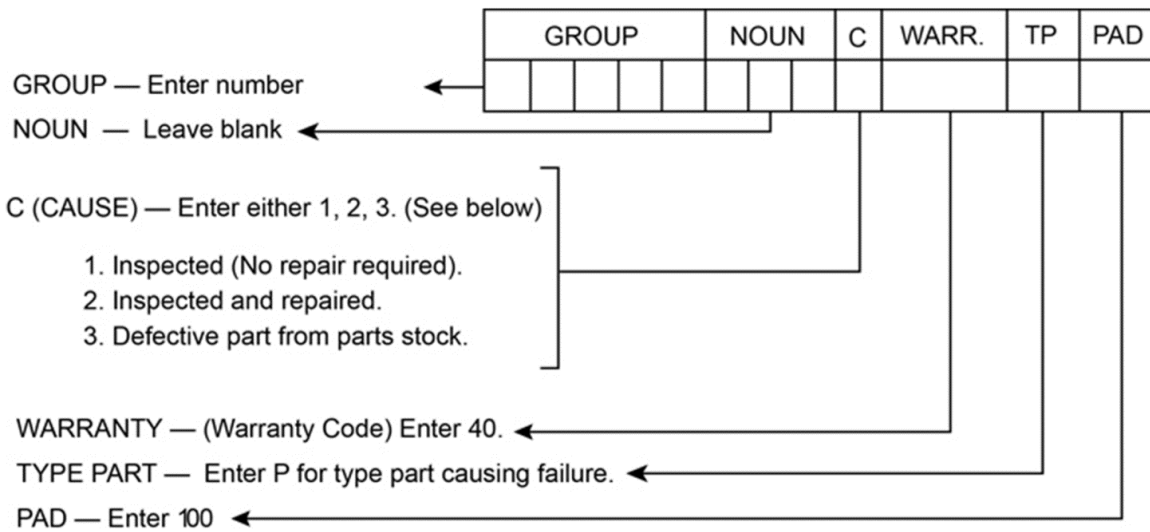 GROUP NOUN C WARR. TP PAD
GROUP — Enter number
NOUN — Leave blank
C (CAUSE) — Enter either 1, 2, 3. (See below)
1. Inspected (No repair required).
2. Inspected and repaired.
3. Defective part from parts stock.
WARRANTY — (Warranty Code) Enter 40.
TYPE PART — Enter P for type part causing failure.
PAD — Enter 100